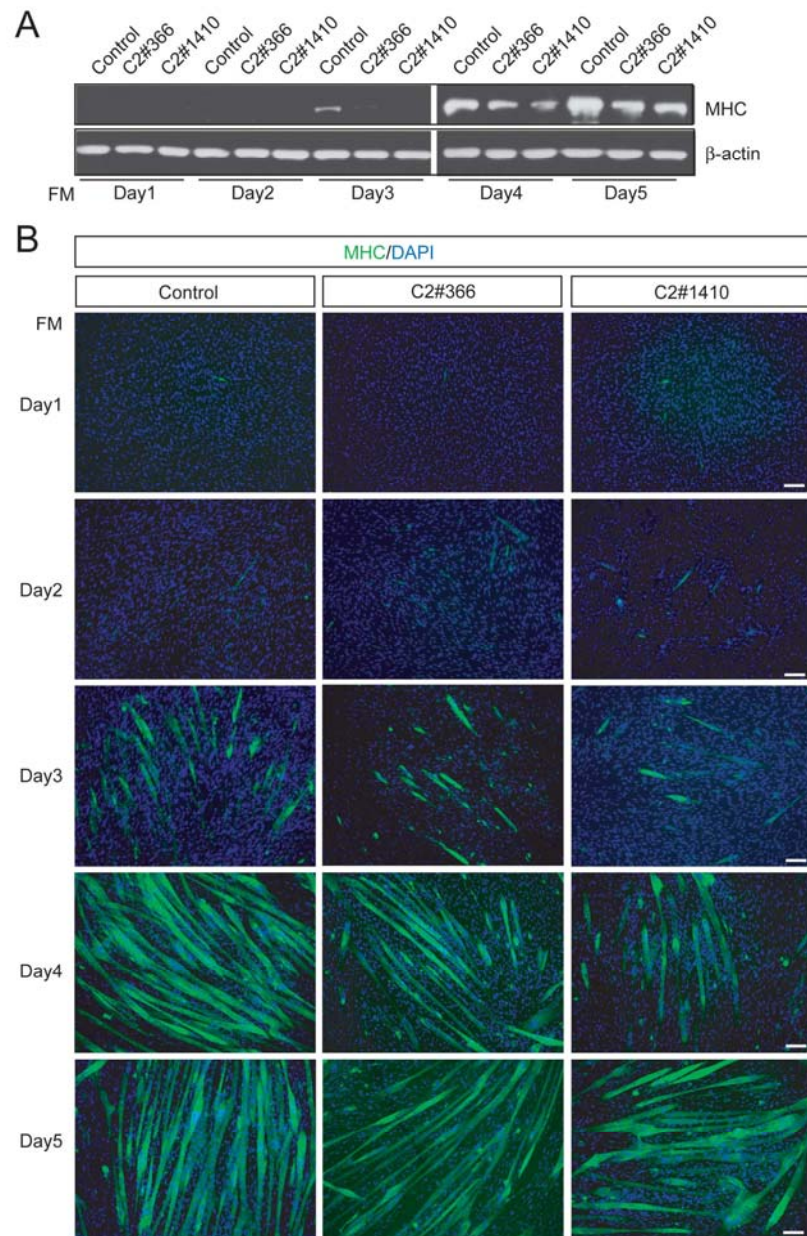 A
Control C2#366 C2#1410 Control C2#366 C2#1410 Control C2#366 C2#1410 Control C2#366 C2#1410 Control C2#366 C2#1410
MHC
β-actin
FM Day1 Day2 Day3 Day4 Day5
B
MHC/DAPI
Control C2#366 C2#1410
FM
Day1
Day2
Day3
Day4
Day5